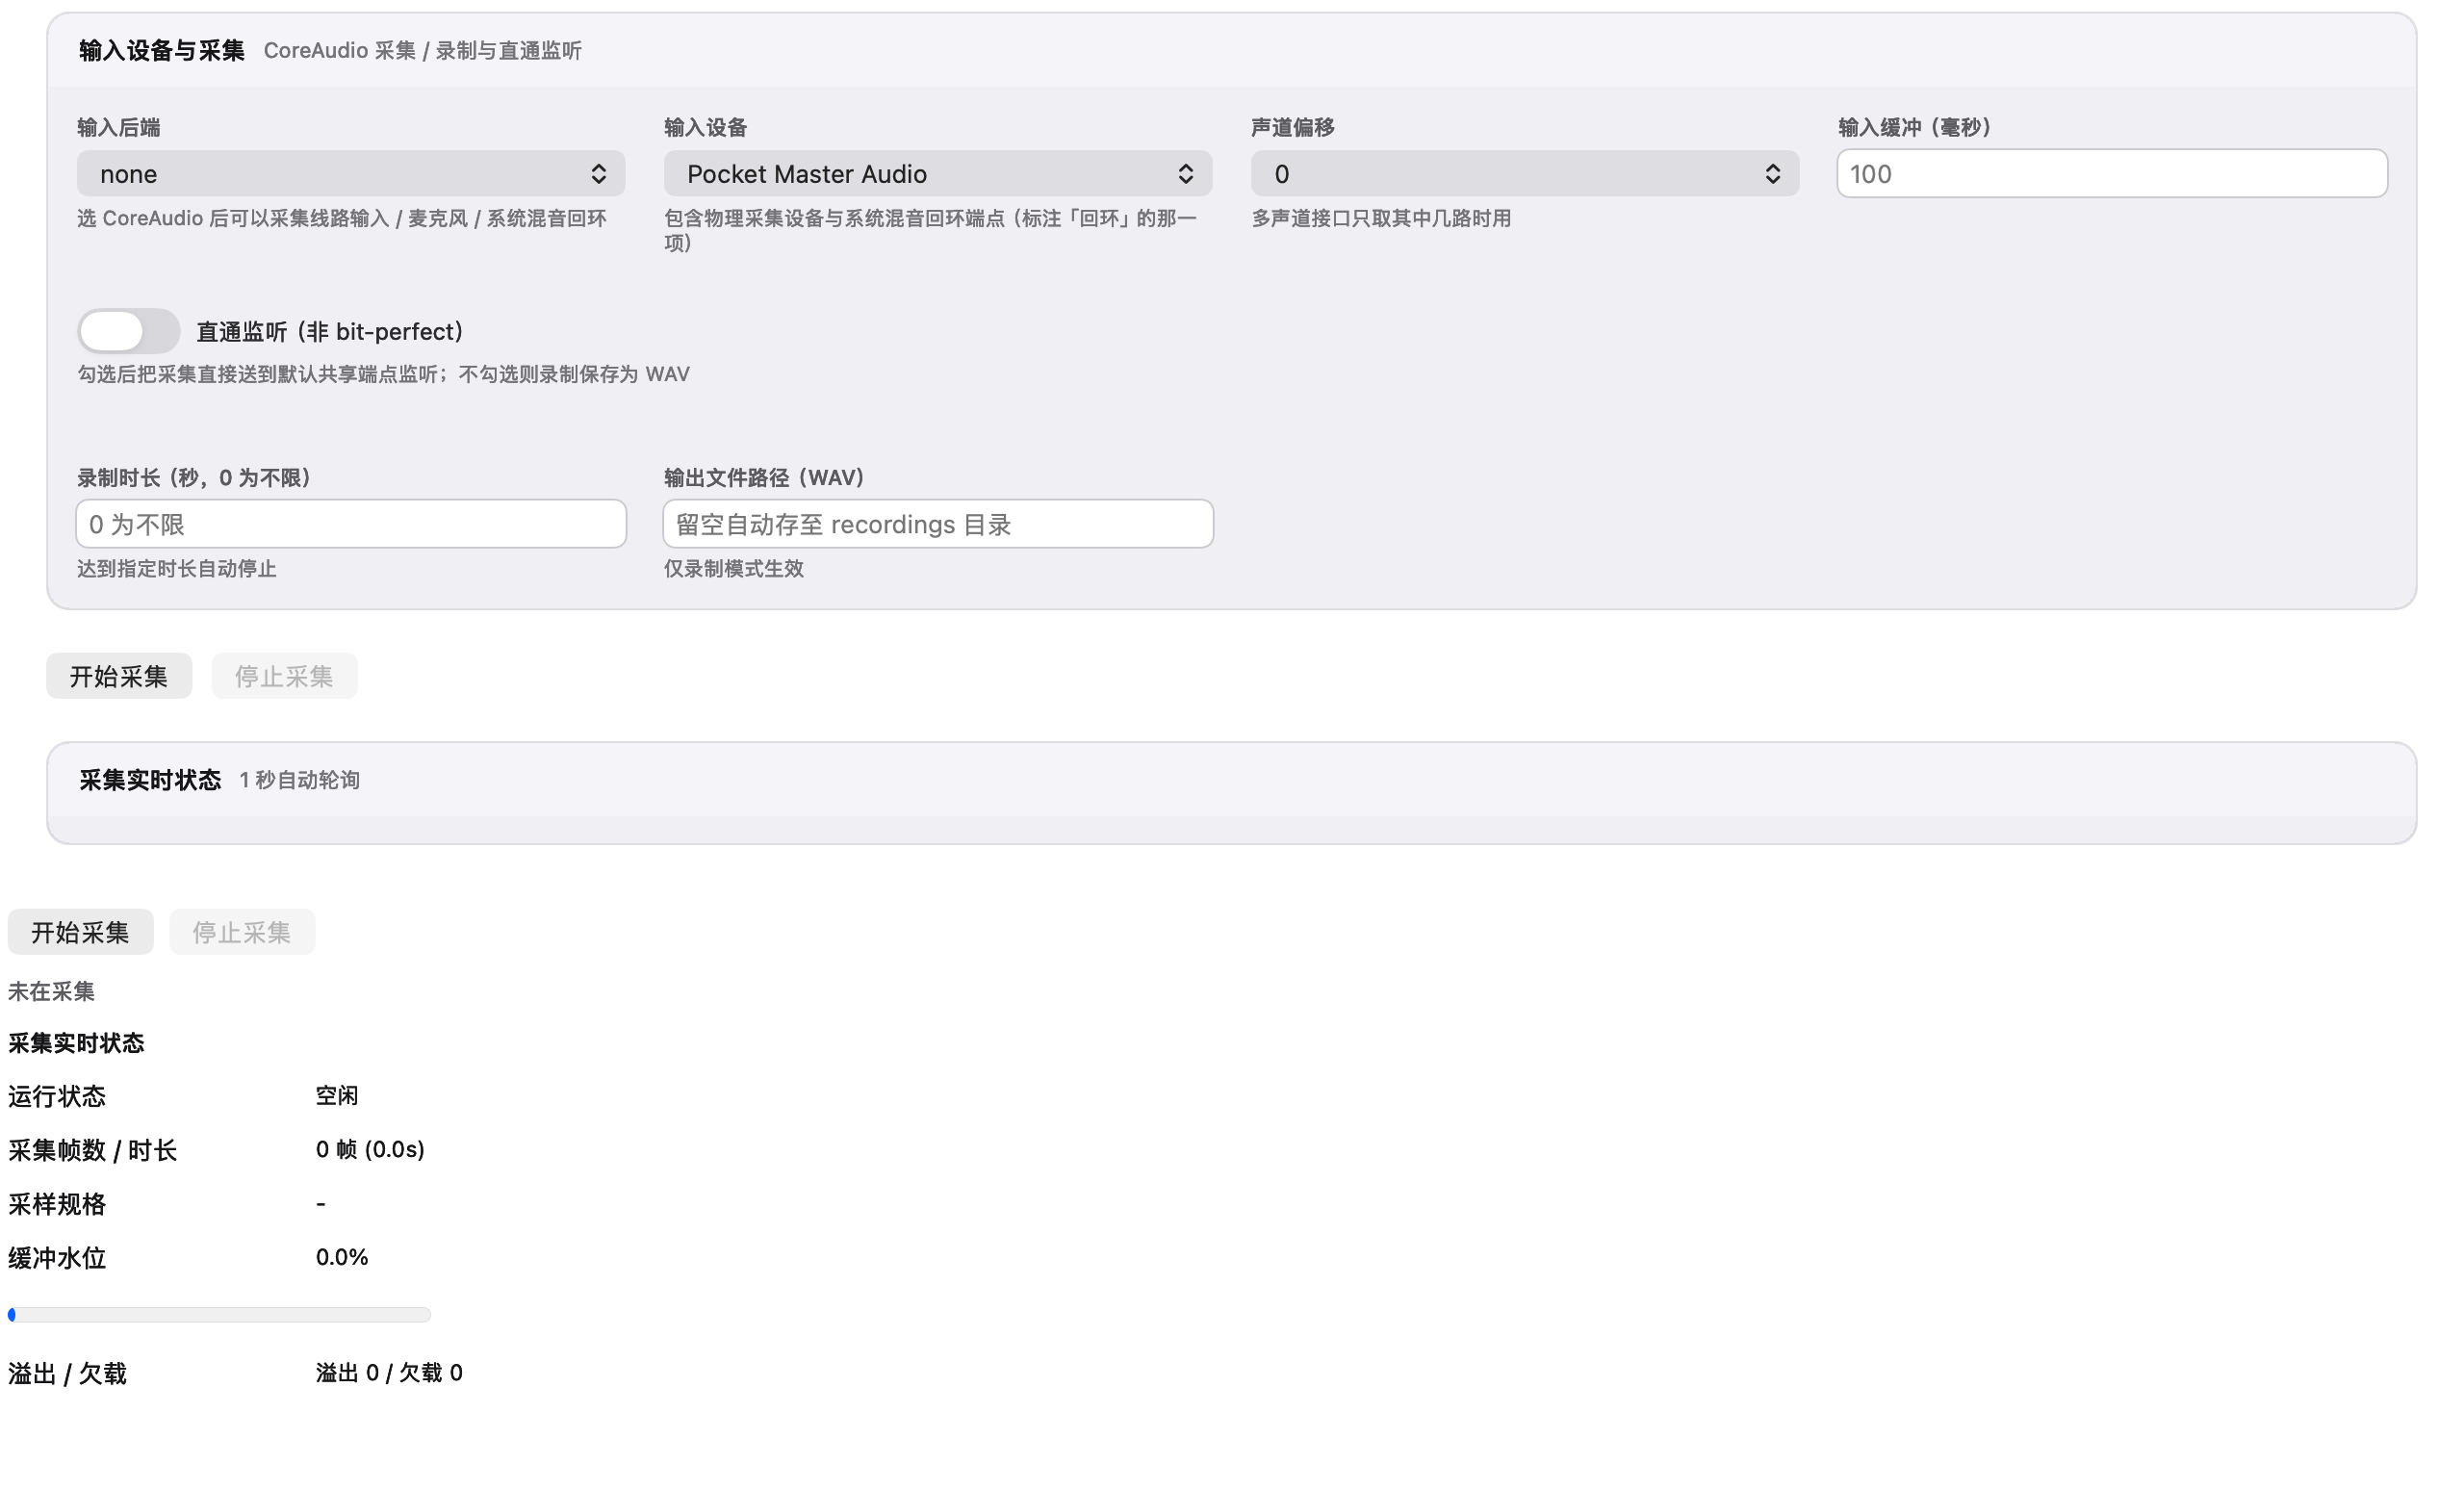 输入设备与采集 CoreAudio 采集 / 录制与直通监听
输入后端
none
选 CoreAudio 后可以采集线路输入 / 麦克风 / 系统混音回环
输入设备
Pocket Master Audio
包含物理采集设备与系统混音回环端点（标注「回环」的那一
项）
声道偏移
0
多声道接口只取其中几路时用
输入缓冲（毫秒）
100
直通监听（非 bit-perfect）
勾选后把采集直接送到默认共享端点监听；不勾选则录制保存为 WAV
录制时长（秒，0 为不限）
0 为不限
达到指定时长自动停止
输出文件路径（WAV）
留空自动存至 recordings 目录
仅录制模式生效
开始采集 停止采集
采集实时状态 1 秒自动轮询
开始采集 停止采集
未在采集
采集实时状态
运行状态 空闲
采集帧数 / 时长 0 帧 (0.0s)
采样规格 -
缓冲水位 0.0%
溢出 / 欠载 溢出 0 / 欠载 0